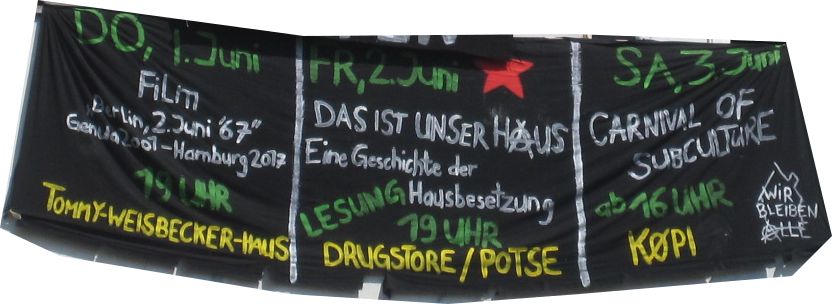 DO, 1. Juni
FiLm
Berlin, 2. Juni '67"
Genua 2001 - Hamburg 2017
19 UHR
TOMMY-WEISBECKER-HAUS
FR, 2. Juni
DAS IST UNSER HAUS
Eine Geschichte der
Hausbesetzung
LESUNG
19 UHR
DRUGSTORE / POTSE
SA, 3. Juni
CARNIVAL OF
SUBCULTURE
ab 16 UHR
KØPI
WiR
BLEIBEN
ALLE